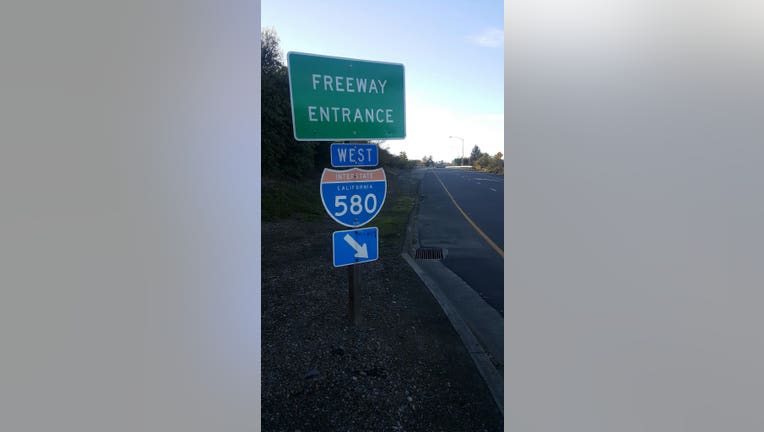 FREEWAY
ENTRANCE
WEST
INTERSTATE
CALIFORNIA
580